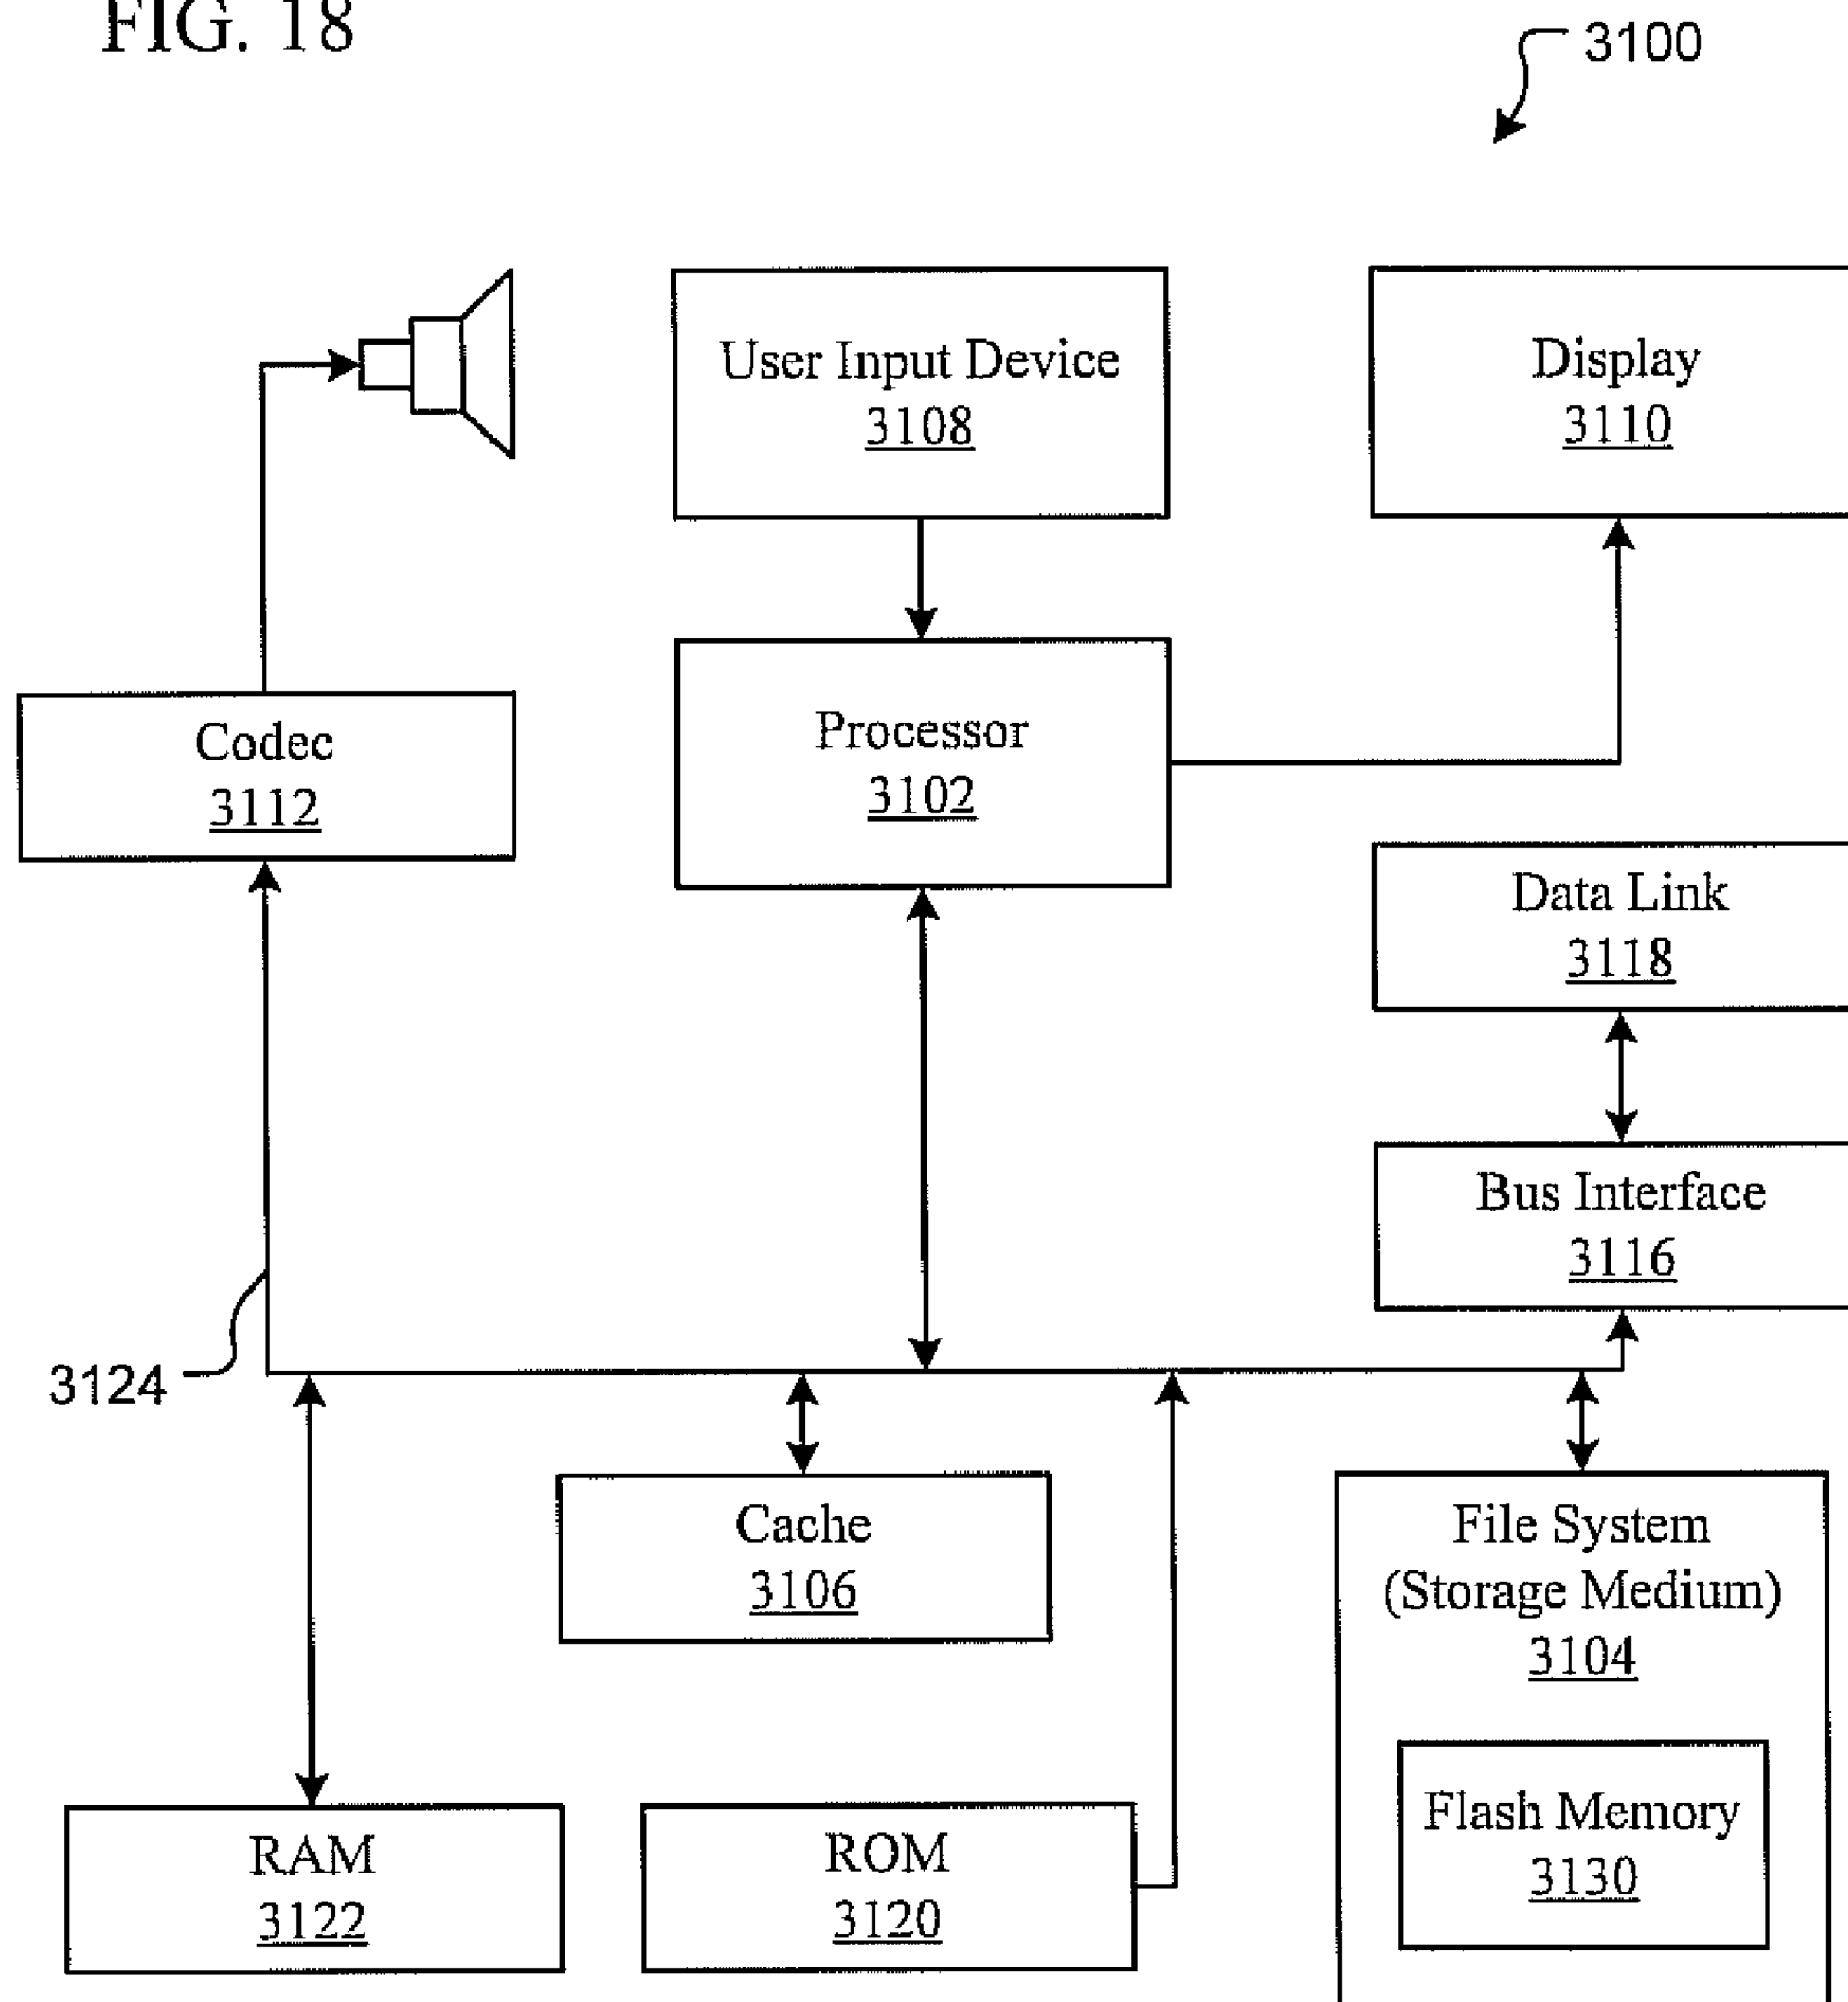 FIG. 18
3100
User Input Device
3108
Display
3110
Codec
3112
Processor
3102
Data Link
3118
Bus Interface
3116
3124
Cache
3106
File System
(Storage Medium)
3104
Flash Memory
3130
RAM
3122
ROM
3120